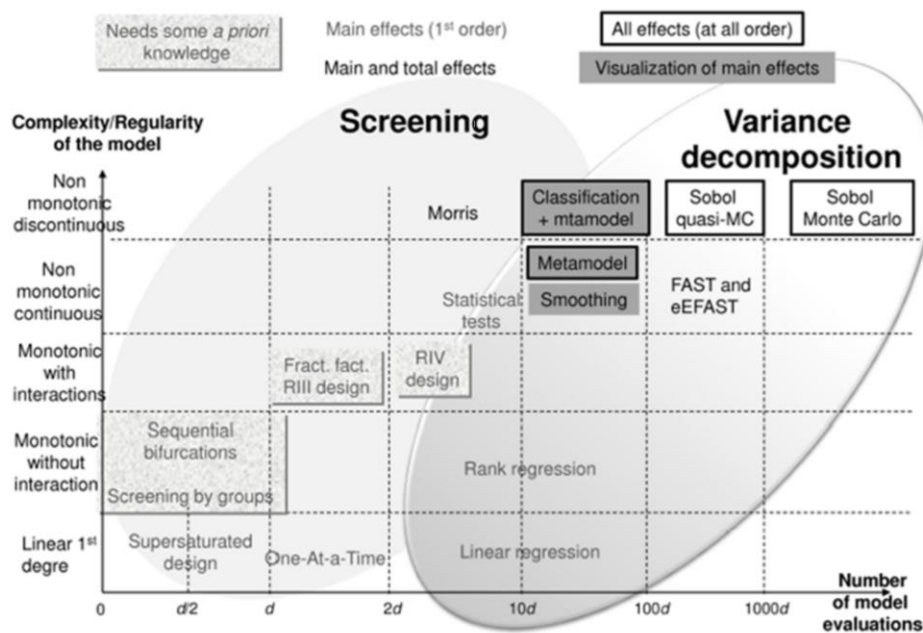 Needs some a priori
knowledge
Main effects (1st order)
All effects (at all order)
Main and total effects
Visualization of main effects
Complexity/Regularity
of the model
Screening
Variance
decomposition
Non
monotonic
discontinuous
Morris
Classification
+ mtamodel
Sobol
quasi-MC
Sobol
Monte Carlo
Non
monotonic
continuous
Metamodel
Smoothing
Statistical
tests
FAST and
eEFAST
Monotonic
with
interactions
Fract. fact.
RIII design
RIV
design
Monotonic
without
interaction
Sequential
bifurcations
Screening by groups
Rank regression
Linear 1st
degre
Supersaturated
design
One-At-a-Time
Linear regression
0
d/2
d
2d
10d
100d
1000d
Number
of model
evaluations